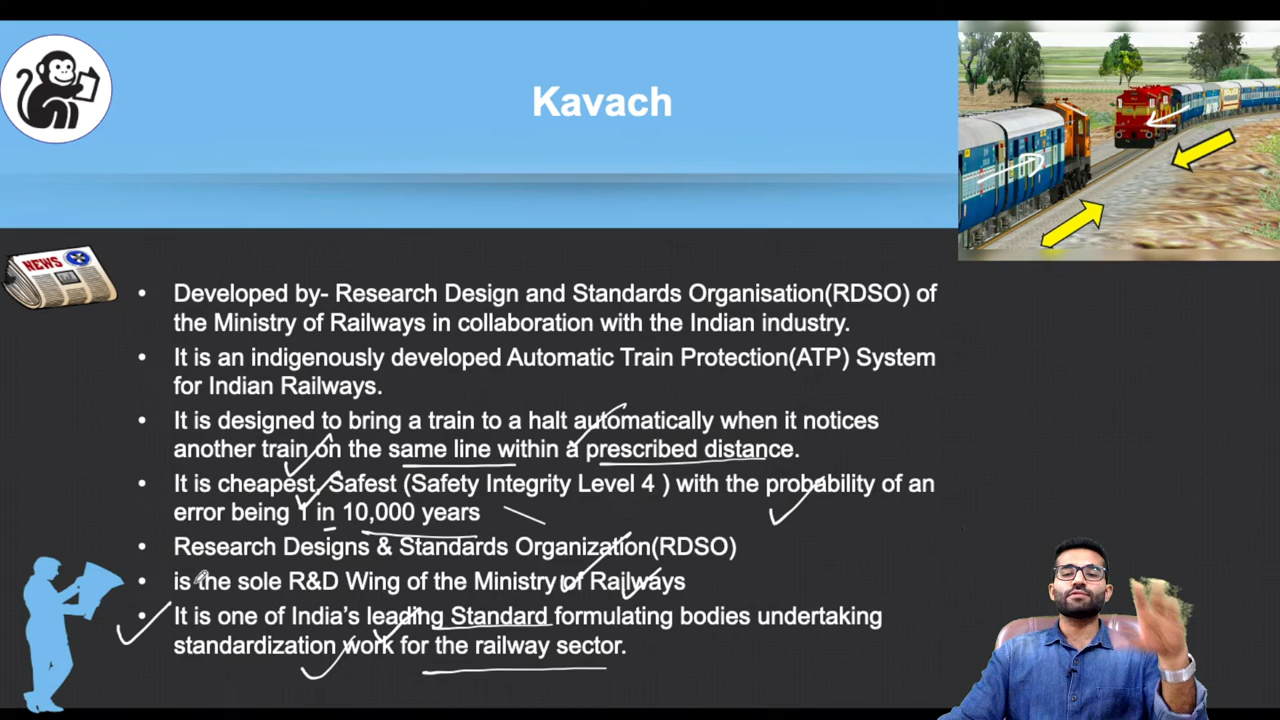 Kavach
NEWS
• Developed by- Research Design and Standards Organisation(RDSO) of
the Ministry of Railways in collaboration with the Indian industry.
• It is an indigenously developed Automatic Train Protection(ATP) System
for Indian Railways.
• It is designed to bring a train to a halt automatically when it notices
another train on the same line within a prescribed distance.
• It is cheapest, Safest (Safety Integrity Level 4 ) with the probability of an
error being 1 in 10,000 years
• Research Designs & Standards Organization(RDSO)
• is the sole R&D Wing of the Ministry of Railways
• It is one of India's leading Standard formulating bodies undertaking
standardization work for the railway sector.